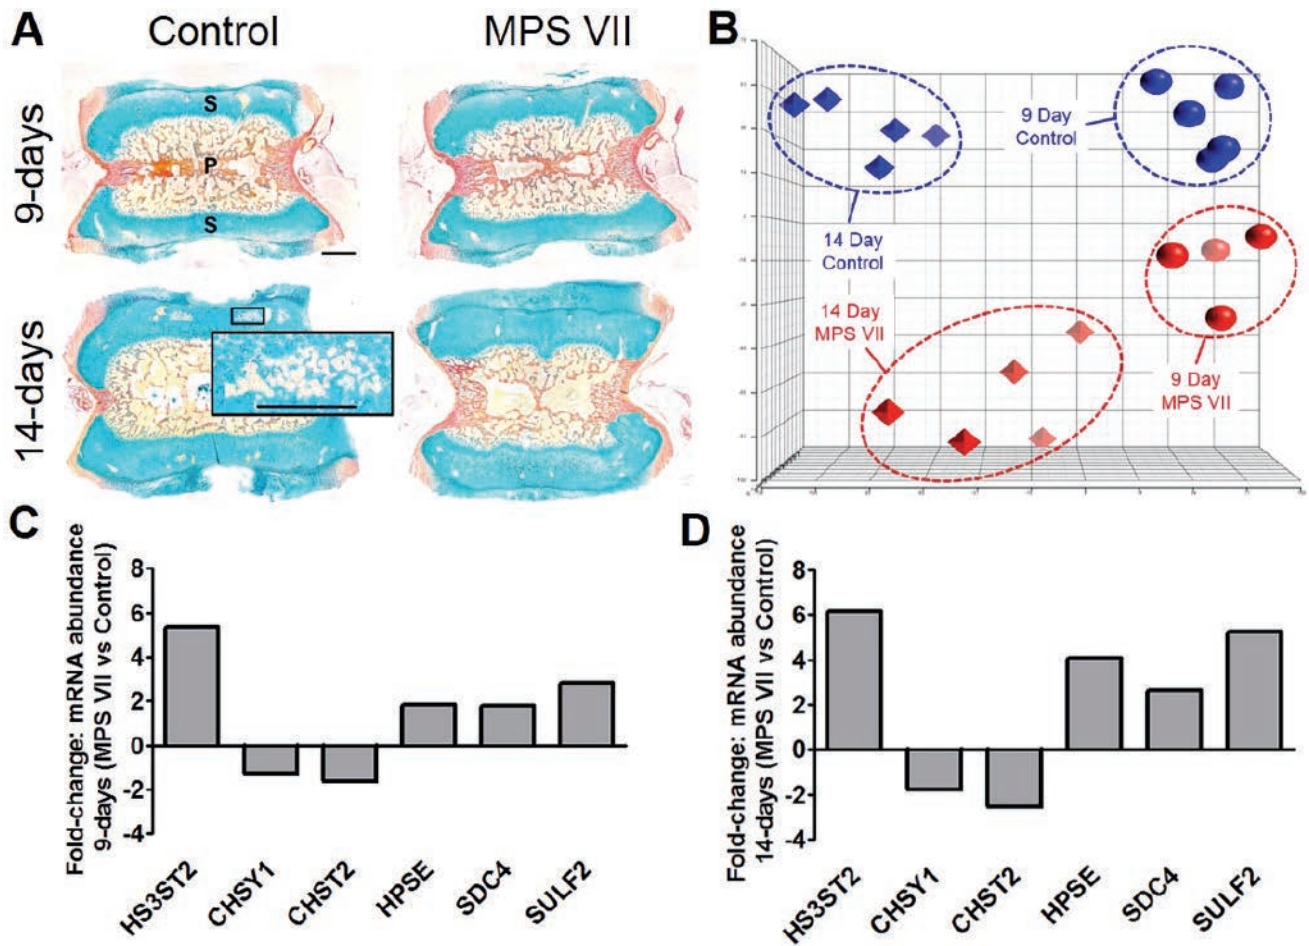 A
Control
MPS VII
9-days
S
P
S
14-days
B
9 Day
Control
14 Day
Control
14 Day
MPS VII
9 Day
MPS VII
C
Fold-change: mRNA abundance
9-days (MPS VII vs Control)
8
6
4
2
0
-2
-4
HS3ST2
CHSY1
CHST2
HPSE
SDC4
SULF2
D
Fold-change: mRNA abundance
14-days (MPS VII vs Control)
8
6
4
2
0
-2
-4
HS3ST2
CHSY1
CHST2
HPSE
SDC4
SULF2